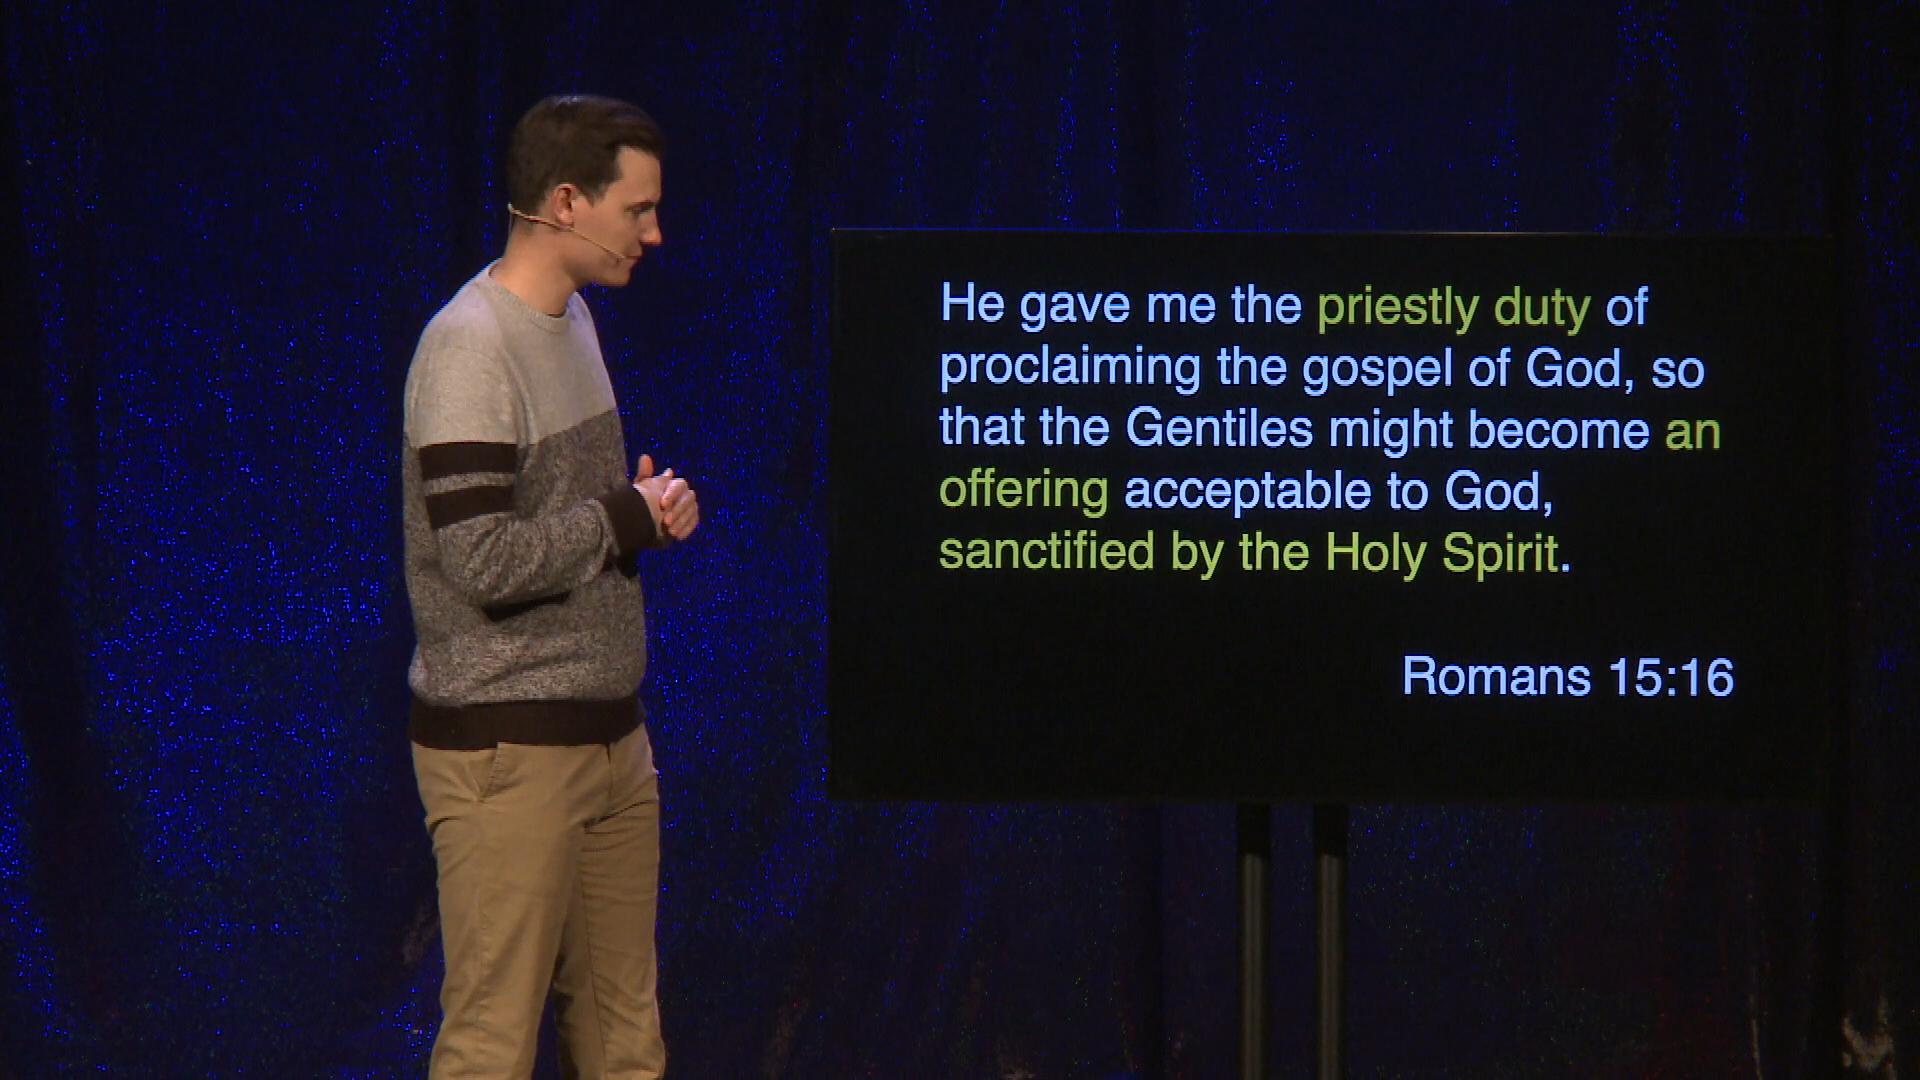 He gave me the priestly duty of
proclaiming the gospel of God, so
that the Gentiles might become an
offering acceptable to God,
sanctified by the Holy Spirit.
Romans 15:16